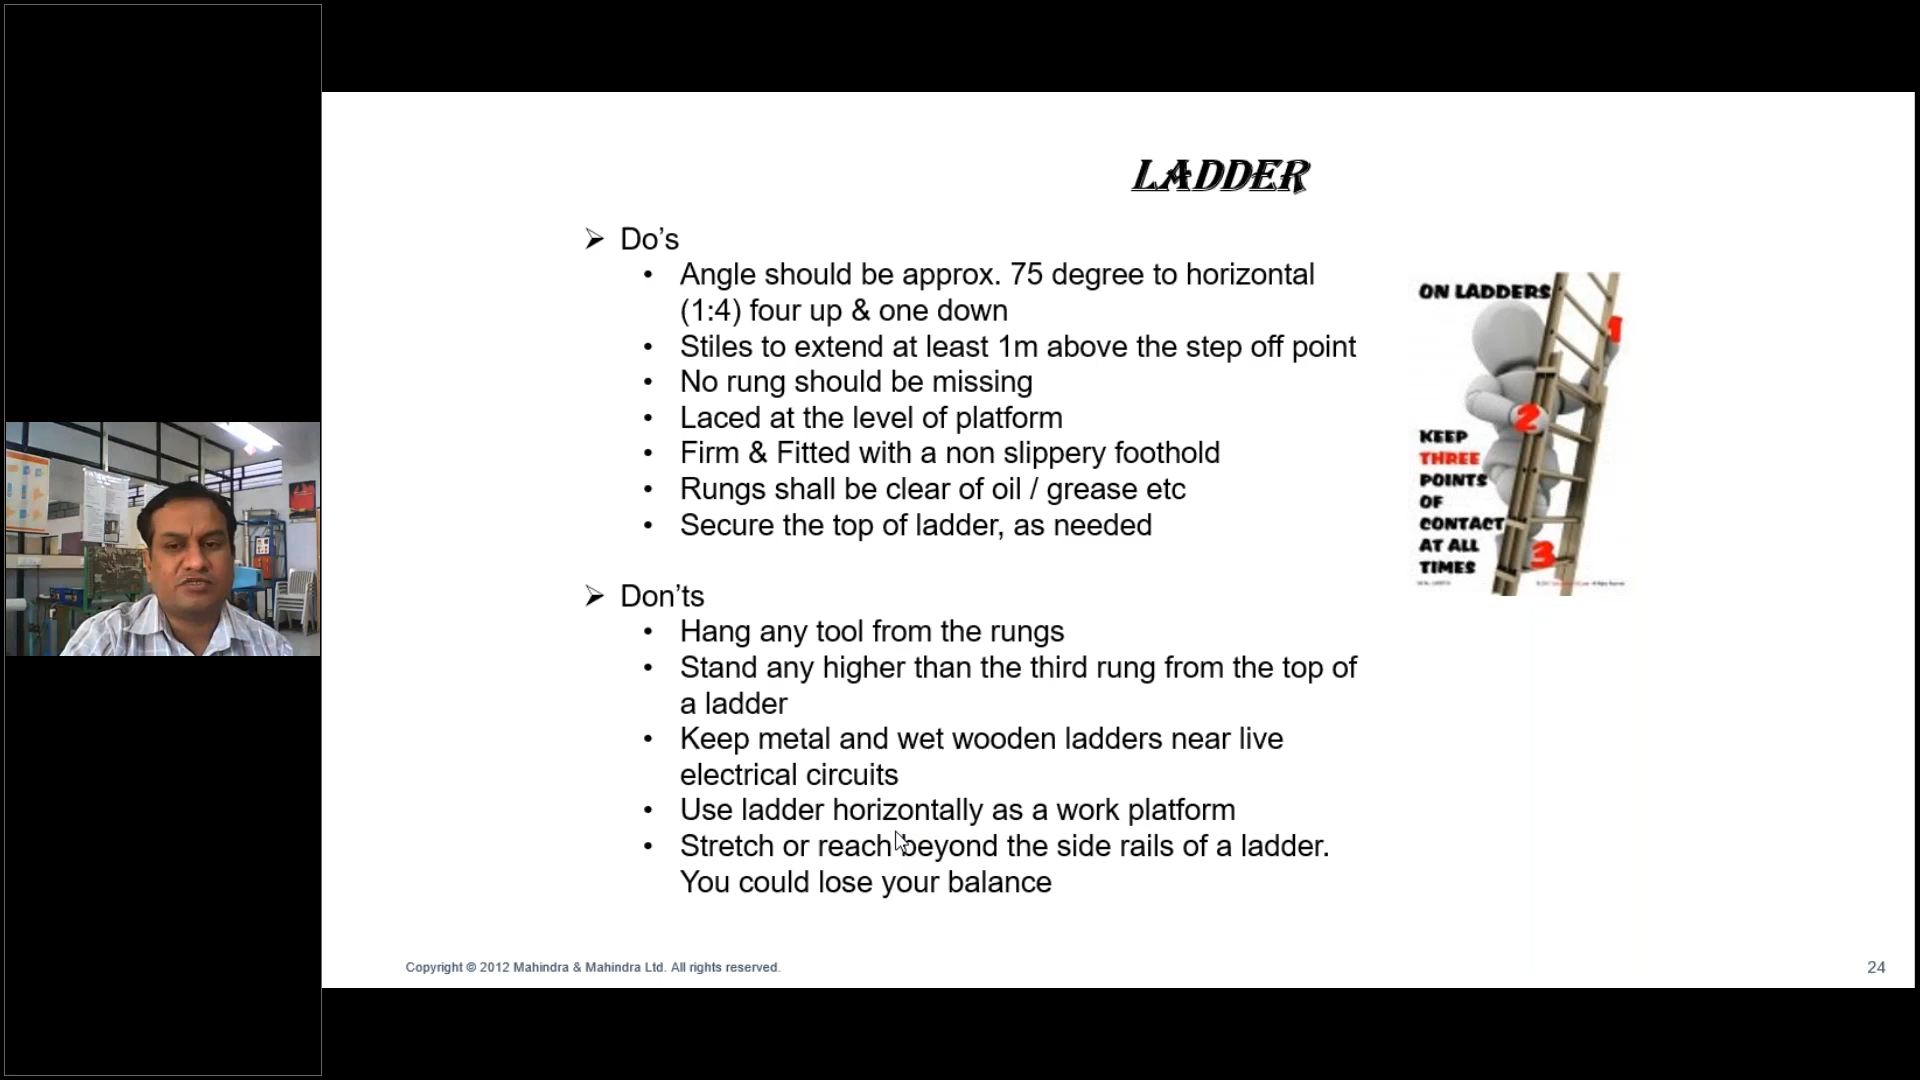 LADDER
➢ Do’s
• Angle should be approx. 75 degree to horizontal
(1:4) four up & one down
• Stiles to extend at least 1m above the step off point
• No rung should be missing
• Laced at the level of platform
• Firm & Fitted with a non slippery foothold
• Rungs shall be clear of oil / grease etc
• Secure the top of ladder, as needed
➢ Don’ts
• Hang any tool from the rungs
• Stand any higher than the third rung from the top of
a ladder
• Keep metal and wet wooden ladders near live
electrical circuits
• Use ladder horizontally as a work platform
• Stretch or reach beyond the side rails of a ladder.
You could lose your balance
ON LADDERS
1
2
KEEP
THREE
POINTS
OF
CONTACT
AT ALL
TIMES
3
Copyright © 2012 Mahindra & Mahindra Ltd. All rights reserved.
24